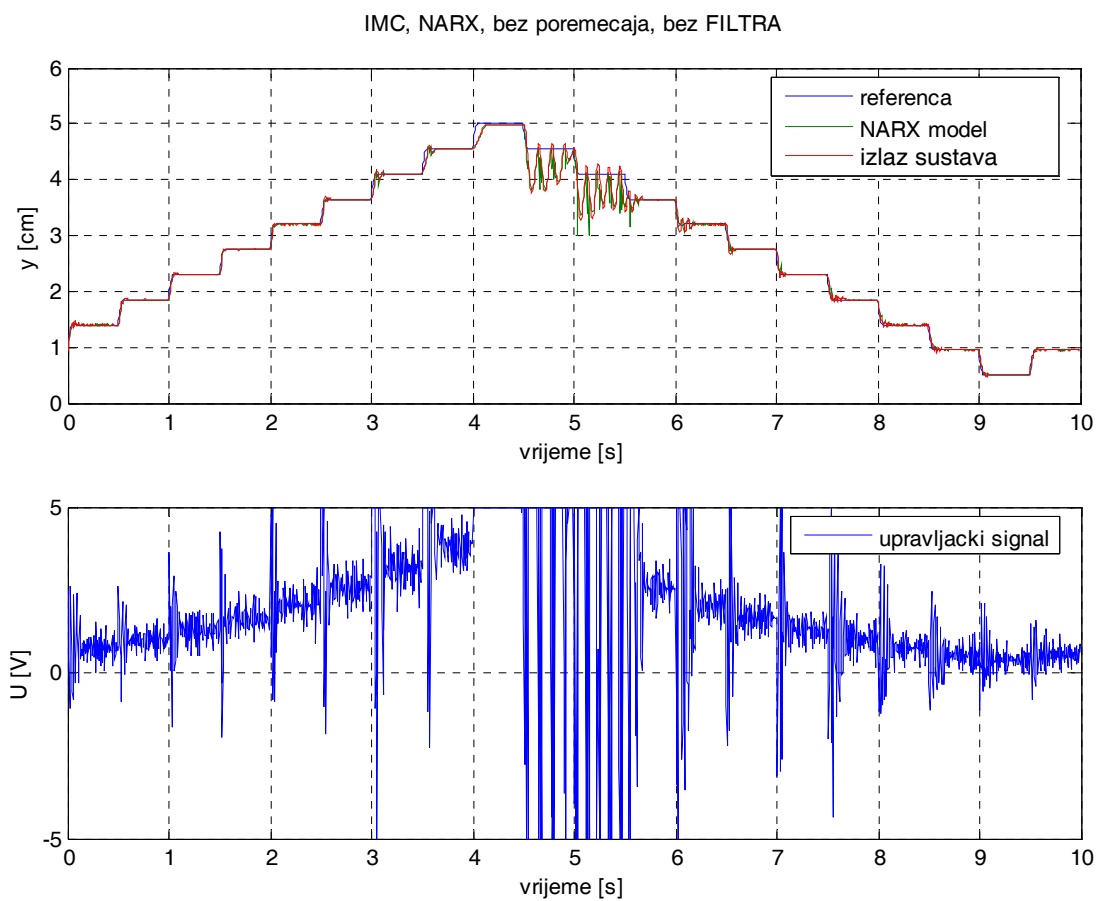 IMC, NARX, bez poremecaja, bez FILTRA
6
5
4
3
2
1
0
y [cm]
referenca
NARX model
izlaz sustava
0 1 2 3 4 5 6 7 8 9 10
vrijeme [s]
5
0
-5
U [V]
upravljacki signal
0 1 2 3 4 5 6 7 8 9 10
vrijeme [s]